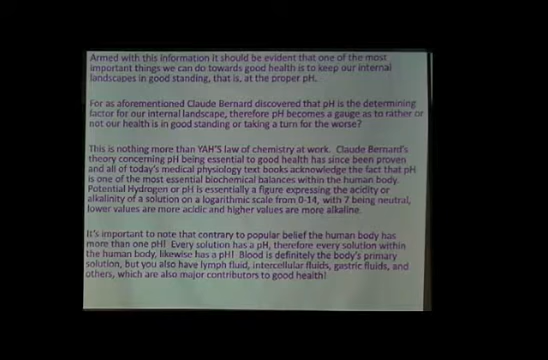 Armed with this information it should be evident that one of the most
important things we can do towards good health is to keep our internal
landscapes in good standing, that is, at the proper pH.
For as aforementioned Claude Bernard discovered that pH is the determining
factor for our internal landscape, therefore pH becomes a gauge as to rather or
not our health is in good standing or taking a turn for the worse?
This is nothing more than YAH'S law of chemistry at work. Claude Bernard's
theory concerning pH being essential to good health has since been proven
and all of today's medical physiology text books acknowledge the fact that pH
is one of the most essential biochemical balances within the human body.
Potential Hydrogen or pH is essentially a figure expressing the acidity or
alkalinity of a solution on a logarithmic scale from 0-14, with 7 being neutral,
lower values are more acidic and higher values are more alkaline.
It's important to note that contrary to popular belief the human body has
more than one pH! Every solution has a pH, therefore every solution within
the human body, likewise has a pH! Blood is definitely the body's primary
solution, but you also have lymph fluid, intercellular fluids, gastric fluids, and
others, which are also major contributors to good health!